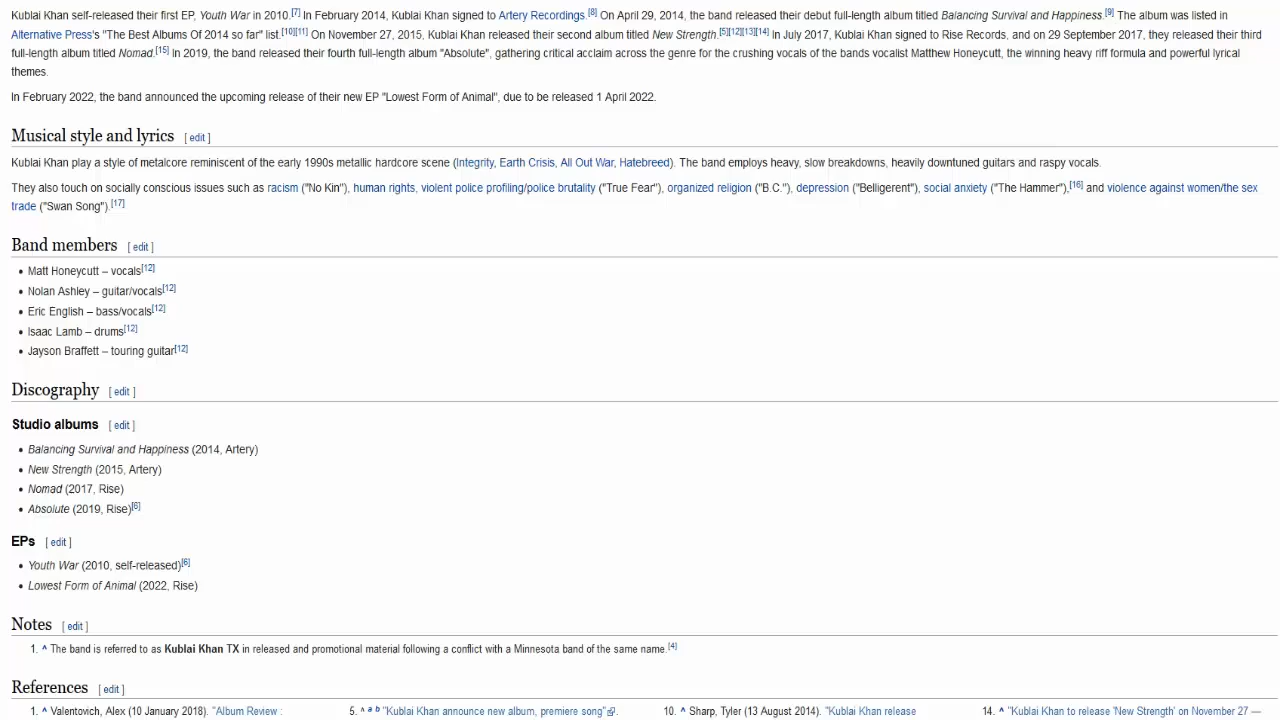 Kublai Khan self-released their first EP, Youth War in 2010.[7] In February 2014, Kublai Khan signed to Artery Recordings.[8] On April 29, 2014, the band released their debut full-length album titled Balancing Survival and Happiness.[9] The album was listed in
Alternative Press's "The Best Albums Of 2014 so far" list.[10][11] On November 27, 2015, Kublai Khan released their second album titled New Strength.[5][12][13][14] In July 2017, Kublai Khan signed to Rise Records, and on 29 September 2017, they released their third
full-length album titled Nomad.[15] In 2019, the band released their fourth full-length album "Absolute", gathering critical acclaim across the genre for the crushing vocals of the bands vocalist Matthew Honeycutt, the winning heavy riff formula and powerful lyrical
themes.
In February 2022, the band announced the upcoming release of their new EP "Lowest Form of Animal", due to be released 1 April 2022.
Musical style and lyrics [ edit ]
Kublai Khan play a style of metalcore reminiscent of the early 1990s metallic hardcore scene (Integrity, Earth Crisis, All Out War, Hatebreed). The band employs heavy, slow breakdowns, heavily downtuned guitars and raspy vocals.
They also touch on socially conscious issues such as racism ("No Kin"), human rights, violent police profiling/police brutality ("True Fear"), organized religion ("B.C."), depression ("Belligerent"), social anxiety ("The Hammer"),[16] and violence against women/the sex
trade ("Swan Song").[17]
Band members [ edit ]
• Matt Honeycutt – vocals[12]
• Nolan Ashley – guitar/vocals[12]
• Eric English – bass/vocals[12]
• Isaac Lamb – drums[12]
• Jayson Braffett – touring guitar[12]
Discography [ edit ]
Studio albums [ edit ]
• Balancing Survival and Happiness (2014, Artery)
• New Strength (2015, Artery)
• Nomad (2017, Rise)
• Absolute (2019, Rise)[6]
EPs [ edit ]
• Youth War (2010, self-released)[6]
• Lowest Form of Animal (2022, Rise)
Notes [ edit ]
1. ^ The band is referred to as Kublai Khan TX in released and promotional material following a conflict with a Minnesota band of the same name.[4]
References [ edit ]
1. ^ Valentovich, Alex (10 January 2018). "Album Review :
5. ^ a b "Kublai Khan announce new album, premiere song".
10. ^ Sharp, Tyler (13 August 2014). "Kublai Khan release
14. ^ "Kublai Khan to release 'New Strength' on November 27 —